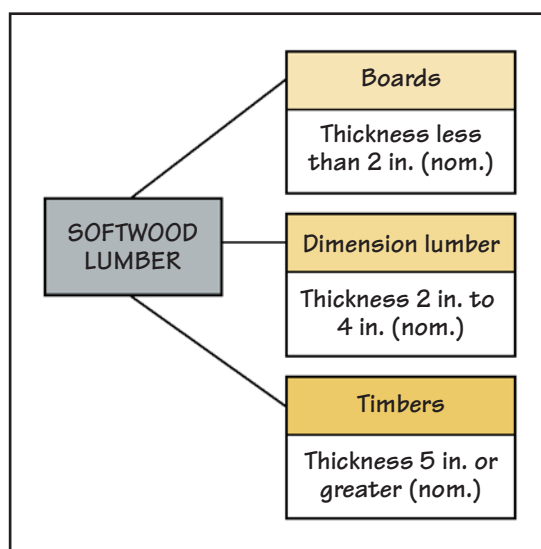 Boards
Thickness less
than 2 in. (nom.)
SOFTWOOD
LUMBER
Dimension lumber
Thickness 2 in. to
4 in. (nom.)
Timbers
Thickness 5 in. or
greater (nom.)